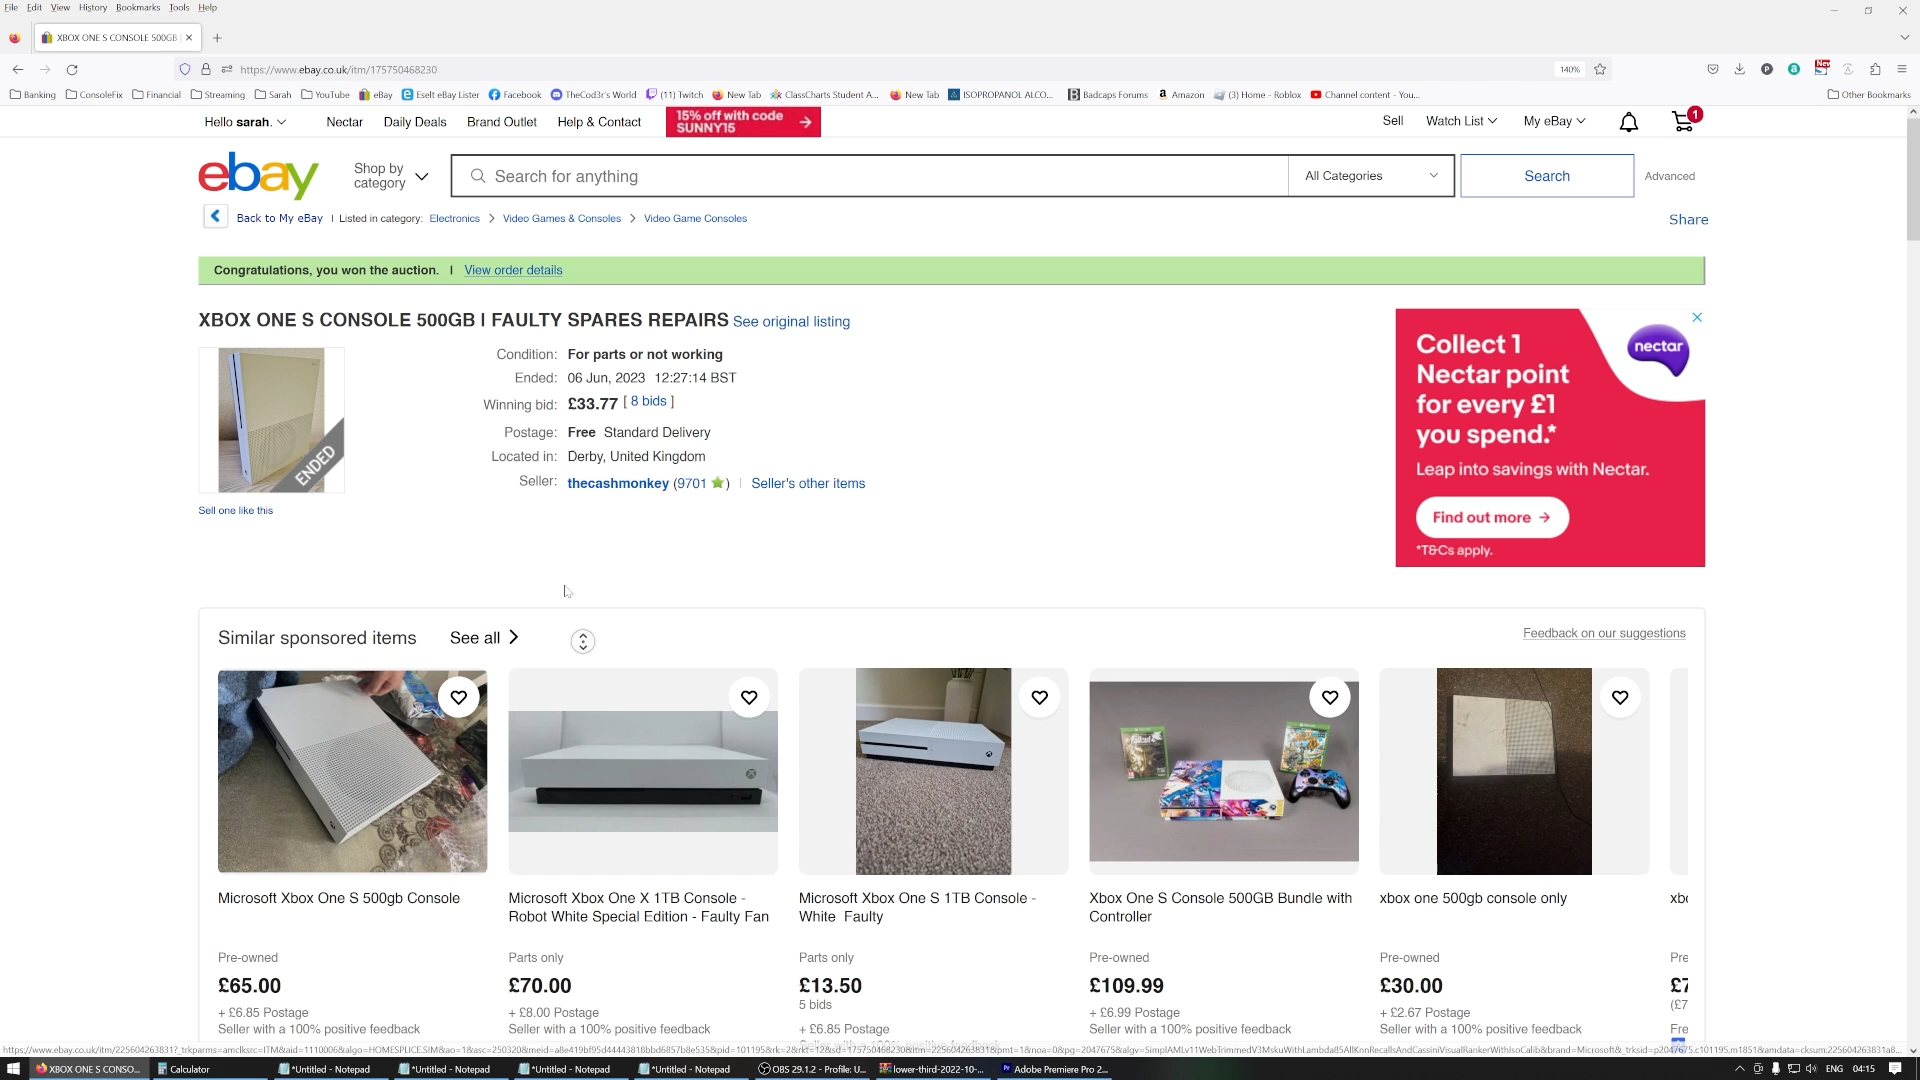 File Edit View History Bookmarks Tools Help
XBOX ONE S CONSOLE 500GB |
https://www.ebay.co.uk/itm/175750468230
140%
Banking ConsoleFix Financial Streaming Sarah YouTube eBay Eselt eBay Lister Facebook TheCod3r's World (11) Twitch New Tab ClassCharts Student A... New Tab ISOPROPANOL ALCO... Badcaps Forums Amazon (3) Home - Roblox Channel content - You... Other Bookmarks
Hello sarah. Nectar Daily Deals Brand Outlet Help & Contact
15% off with code
SUNNY15
Sell Watch List My eBay 1
ebay
Shop by
category
Search for anything All Categories Search Advanced
Back to My eBay | Listed in category: Electronics > Video Games & Consoles > Video Game Consoles
Share
Congratulations, you won the auction. | View order details
XBOX ONE S CONSOLE 500GB | FAULTY SPARES REPAIRS See original listing
ENDED
Sell one like this
Condition: For parts or not working
Ended: 06 Jun, 2023 12:27:14 BST
Winning bid: £33.77 [ 8 bids ]
Postage: Free Standard Delivery
Located in: Derby, United Kingdom
Seller: thecashmonkey (9701 ) | Seller's other items
Collect 1
Nectar point
for every £1
you spend.*
Leap into savings with Nectar.
Find out more
*T&Cs apply.
nectar
Similar sponsored items See all
Feedback on our suggestions
Microsoft Xbox One S 500gb Console
Pre-owned
£65.00
+ £6.85 Postage
Seller with a 100% positive feedback
Microsoft Xbox One X 1TB Console -
Robot White Special Edition - Faulty Fan
Parts only
£70.00
+ £8.00 Postage
Seller with a 100% positive feedback
Microsoft Xbox One S 1TB Console -
White Faulty
Parts only
£13.50
5 bids
+ £6.85 Postage
Xbox One S Console 500GB Bundle with
Controller
Pre-owned
£109.99
+ £6.99 Postage
Seller with a 100% positive feedback
xbox one 500gb console only
Pre-owned
£30.00
+ £2.67 Postage
Seller with a 100% positive feedback
xbo
Pre
£7
(£7
Fre
XBOX ONE S CONSO... Calculator *Untitled - Notepad *Untitled - Notepad *Untitled - Notepad *Untitled - Notepad OBS 29.1.2 - Profile: U... lower-third-2022-10-... Adobe Premiere Pro 2...
ENG 04:15